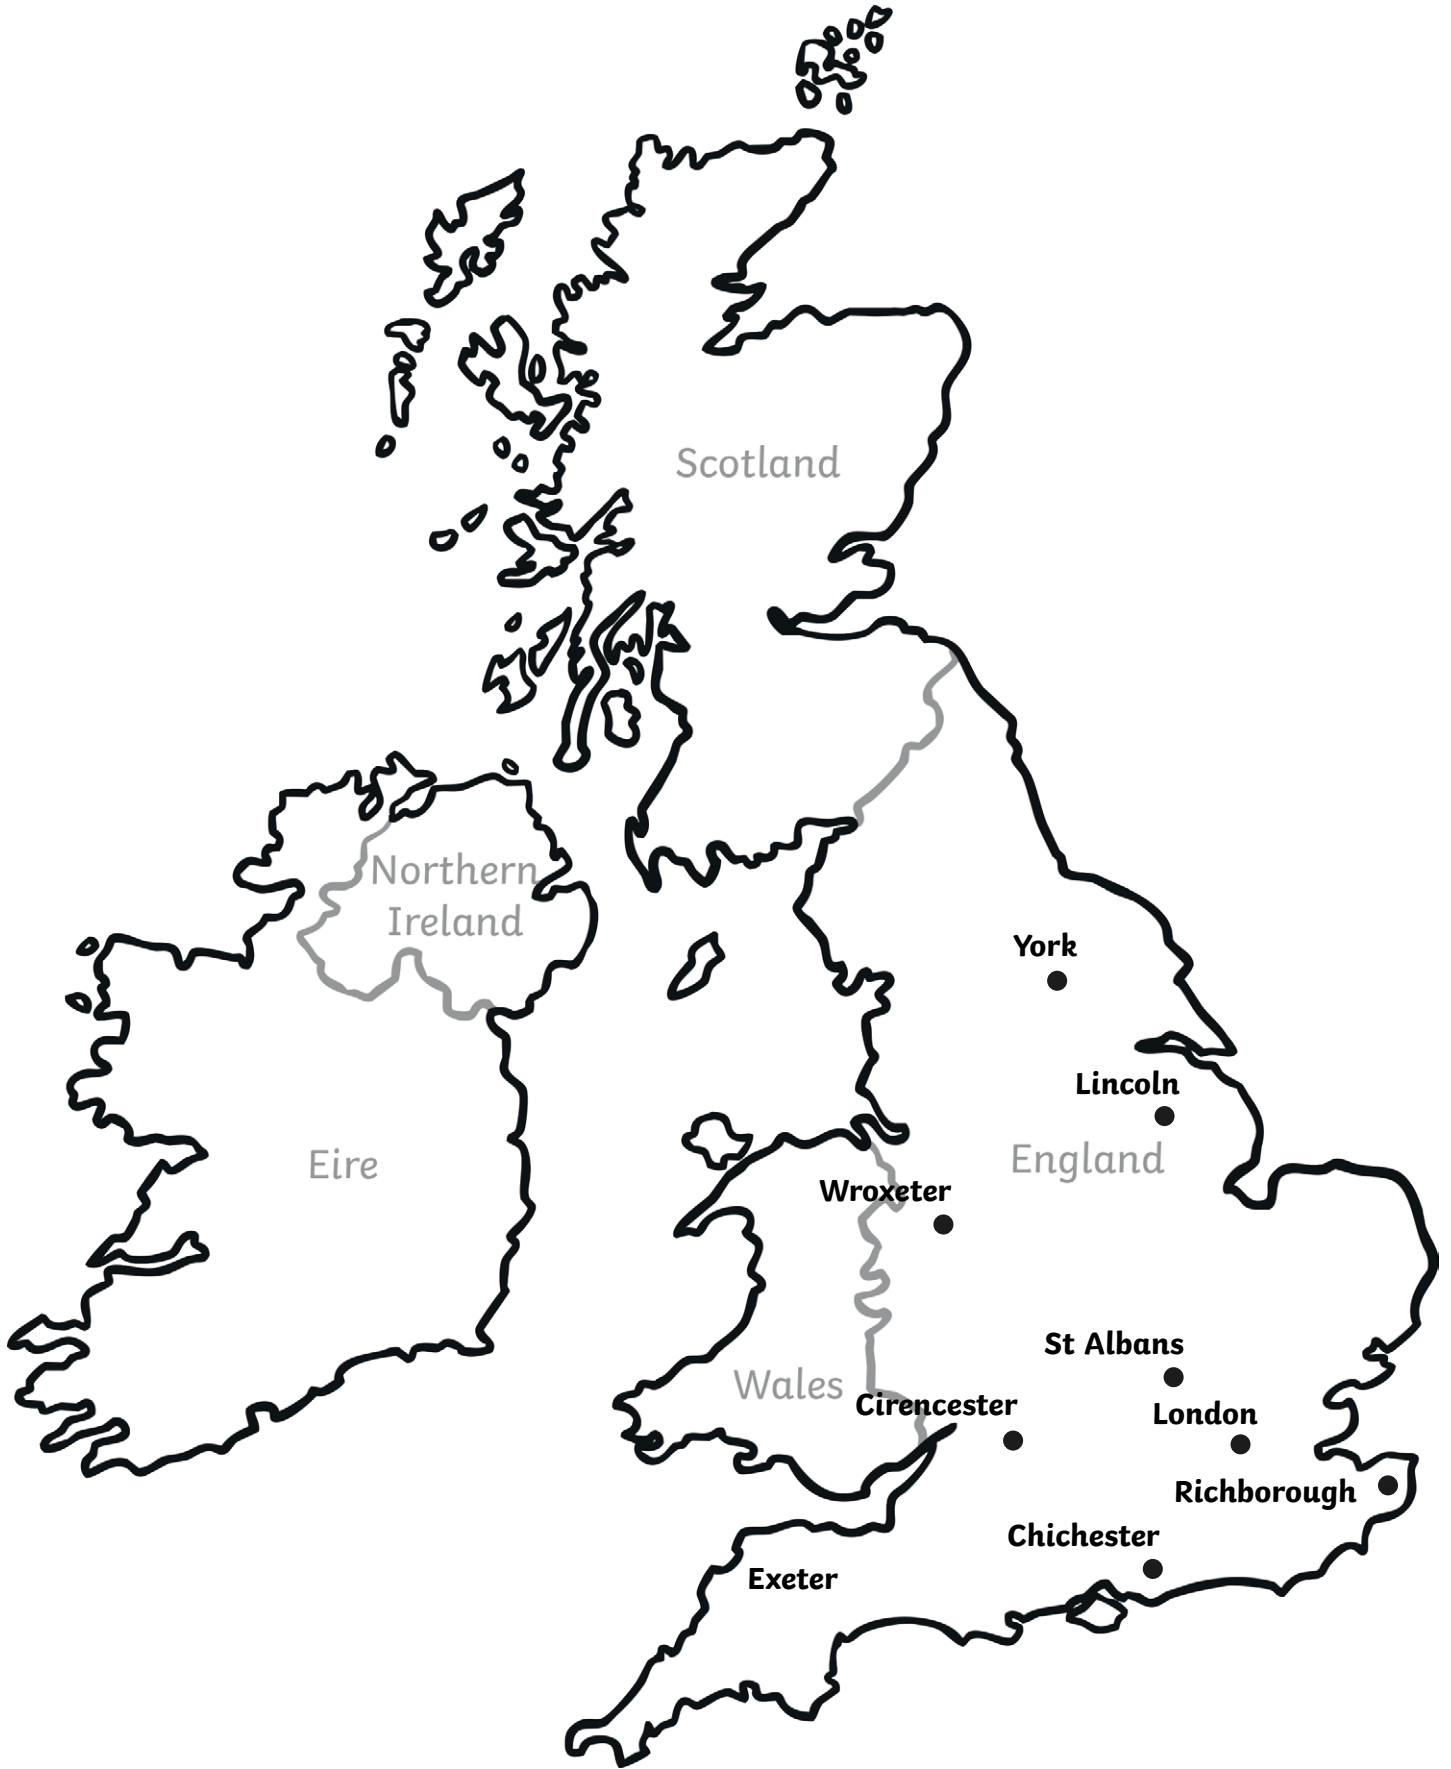 Scotland
Northern
Ireland
York
Lincoln
England
Eire
Wroxeter
St Albans
Wales
Cirencester
London
Richborough
Chichester
Exeter